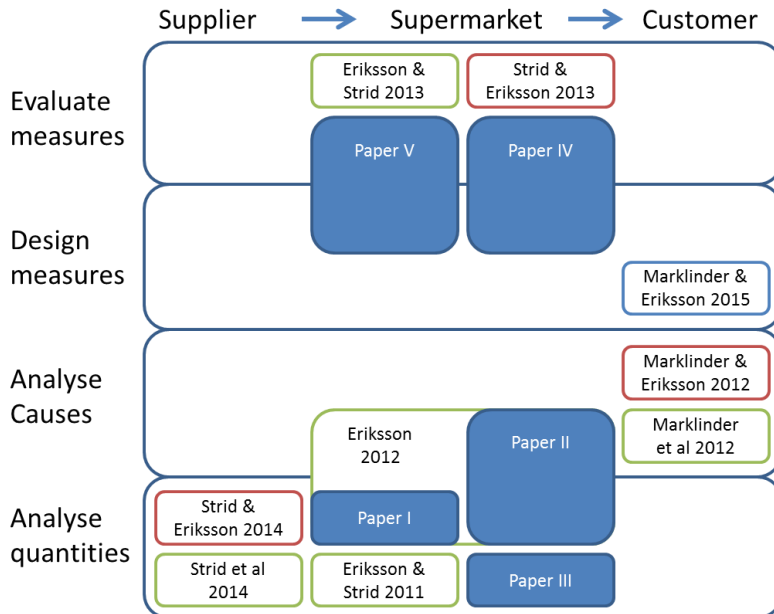 Supplier
Supermarket
Customer
Evaluate
measures
Eriksson &
Strid 2013
Strid &
Eriksson 2013
Paper V
Paper IV
Design
measures
Marklinder &
Eriksson 2015
Analyse
Causes
Marklinder &
Eriksson 2012
Eriksson
2012
Paper II
Marklinder
et al 2012
Analyse
quantities
Strid &
Eriksson 2014
Paper I
Strid et al
2014
Eriksson &
Strid 2011
Paper III